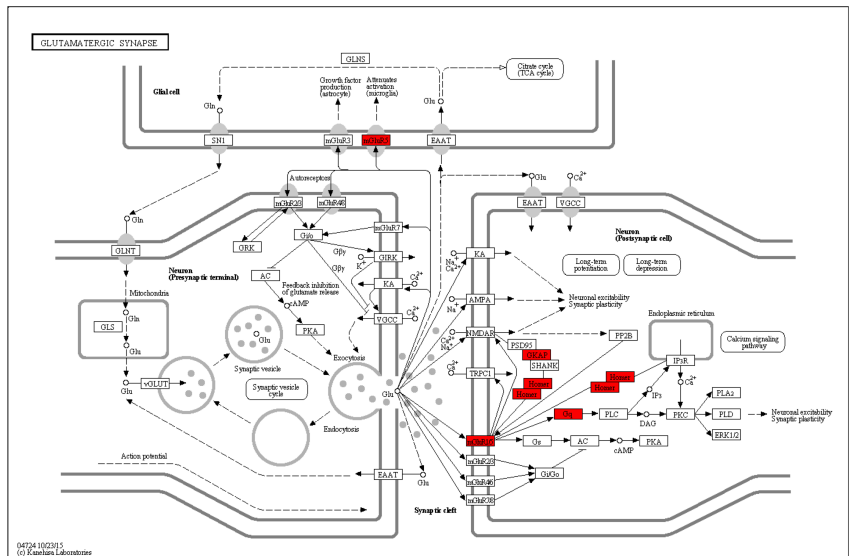 GLUTAMATERGIC SYNAPSE
GLNS
Citrate cycle
(TCA cycle)
Glial cell
Growth factor
production
(astrocyte)
Attenuates
activation
(microglia)
Gln
Glu
SN1
mGluR3
mGluR5
EAAT
Autoreceptors
mGluR2/3
mGluR4/8
Glu
Ca2+
EAAT
VGCC
Gln
GLNT
Neuron
(Presynaptic terminal)
GRK
Gi/o
mGluR7
Gβγ
K+
GIRK
Gβγ
AC
Feedback inhibition
of glutamate release
cAMP
PKA
KA
Ca2+
VGCC
Ca2+
Neuron
(Postsynaptic cell)
Na+
Ca2+
KA
Long-term
potentiation
Long-term
depression
Mitochondria
Gln
GLS
Glu
Na+
AMPA
Neuronal excitability
Synaptic plasticity
Endoplasmic reticulum
Ca2+
Na+
NMDAR
PSD95
GKAP
SHANK
Homer
Homer
PP2B
Calcium signaling
pathway
Ca2+
TRPC1
IP3R
Homer
Homer
Ca2+
IP3
Glu
Synaptic vesicle
Exocytosis
Glu
vGLUT
Synaptic vesicle
cycle
Glu
Endocytosis
Gq
PLC
DAG
PKC
PLA2
PLD
ERK1/2
Neuronal excitability
Synaptic plasticity
mGluR1/5
Gs
AC
cAMP
PKA
mGluR2/3
mGluR4/6
Gi/Go
mGluR7/8
Action potential
EAAT
Glu
Synaptic cleft
04724 10/23/15
(c) Kanehisa Laboratories